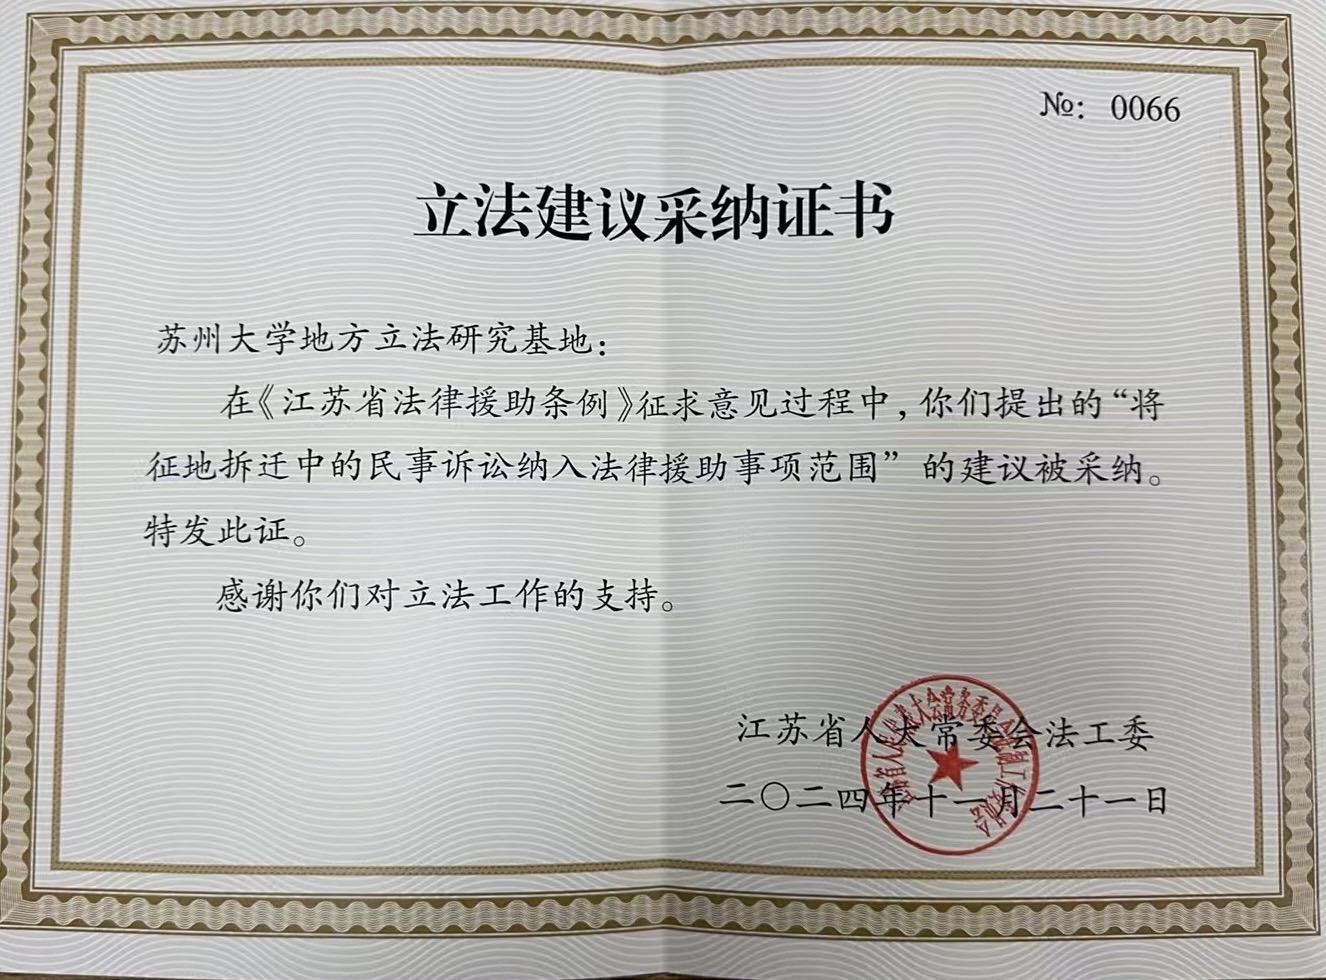 №: 0066
立法建议采纳证书
苏州大学地方立法研究基地:
在《江苏省法律援助条例》征求意见过程中,你们提出的“将
征地拆迁中的民事诉讼纳入法律援助事项范围”的建议被采纳。
特发此证。
感谢你们对立法工作的支持。
江苏省人大常委会法工委
二〇二四年十一月二十一日